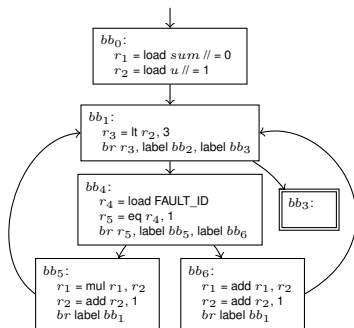 bb₀:
r₁ = load sum // = 0
r₂ = load u // = 1
bb₁:
r₃ = lt r₂, 3
br r₃, label bb₂, label bb₃
bb₄:
r₄ = load FAULT_ID
r₅ = eq r₄, 1
br r₅, label bb₅, label bb₆
bb₃:
bb₅:
r₁ = mul r₁, r₂
r₂ = add r₂, 1
br label bb₁
bb₆:
r₁ = add r₁, r₂
r₂ = add r₂, 1
br label bb₁